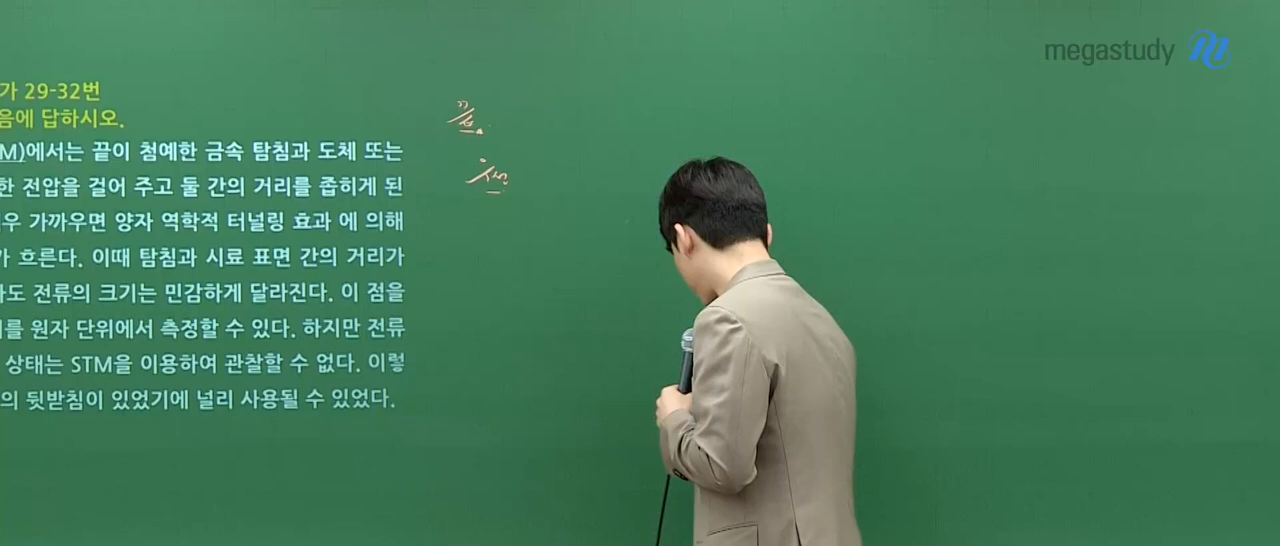 megastudy
가 29-32번
음에 답하시오.
M)에서는 끝이 첨예한 금속 탐침과 도체 또는
한 전압을 걸어 주고 둘 간의 거리를 좁히게 된
우 가까우면 양자 역학적 터널링 효과 에 의해
가 흐른다. 이때 탐침과 시료 표면 간의 거리가
라도 전류의 크기는 민감하게 달라진다. 이 점을
를 원자 단위에서 측정할 수 있다. 하지만 전류
상태는 STM을 이용하여 관찰할 수 없다. 이렇
의 뒷받침이 있었기에 널리 사용될 수 있었다.